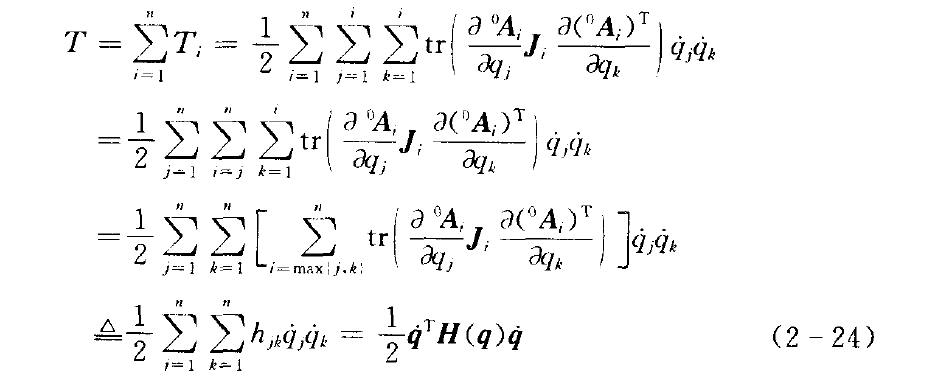 $T = \sum_{i=1}^{n} T_i = \frac{1}{2} \sum_{i=1}^{n} \sum_{j=1}^{i} \sum_{k=1}^{i} \mathrm{tr}\left( \frac{\partial\, {}^{0}\boldsymbol{A}_i}{\partial q_j} \boldsymbol{J}_i \frac{\partial ({}^{0}\boldsymbol{A}_i)^{\mathrm{T}}}{\partial q_k} \right) \dot{q}_j \dot{q}_k$
$= \frac{1}{2} \sum_{j=1}^{n} \sum_{i=j}^{n} \sum_{k=1}^{i} \mathrm{tr}\left( \frac{\partial\, {}^{0}\boldsymbol{A}_i}{\partial q_j} \boldsymbol{J}_i \frac{\partial ({}^{0}\boldsymbol{A}_i)^{\mathrm{T}}}{\partial q_k} \right) \dot{q}_j \dot{q}_k$
$= \frac{1}{2} \sum_{j=1}^{n} \sum_{k=1}^{n} \left[ \sum_{i=\max\{j,k\}}^{n} \mathrm{tr}\left( \frac{\partial\, {}^{0}\boldsymbol{A}_i}{\partial q_j} \boldsymbol{J}_i \frac{\partial ({}^{0}\boldsymbol{A}_i)^{\mathrm{T}}}{\partial q_k} \right) \right] \dot{q}_j \dot{q}_k$
$\triangleq \frac{1}{2} \sum_{j=1}^{n} \sum_{k=1}^{n} h_{jk} \dot{q}_j \dot{q}_k = \frac{1}{2} \dot{\boldsymbol{q}}^{\mathrm{T}} \boldsymbol{H}(\boldsymbol{q}) \dot{\boldsymbol{q}}$ (2-24)